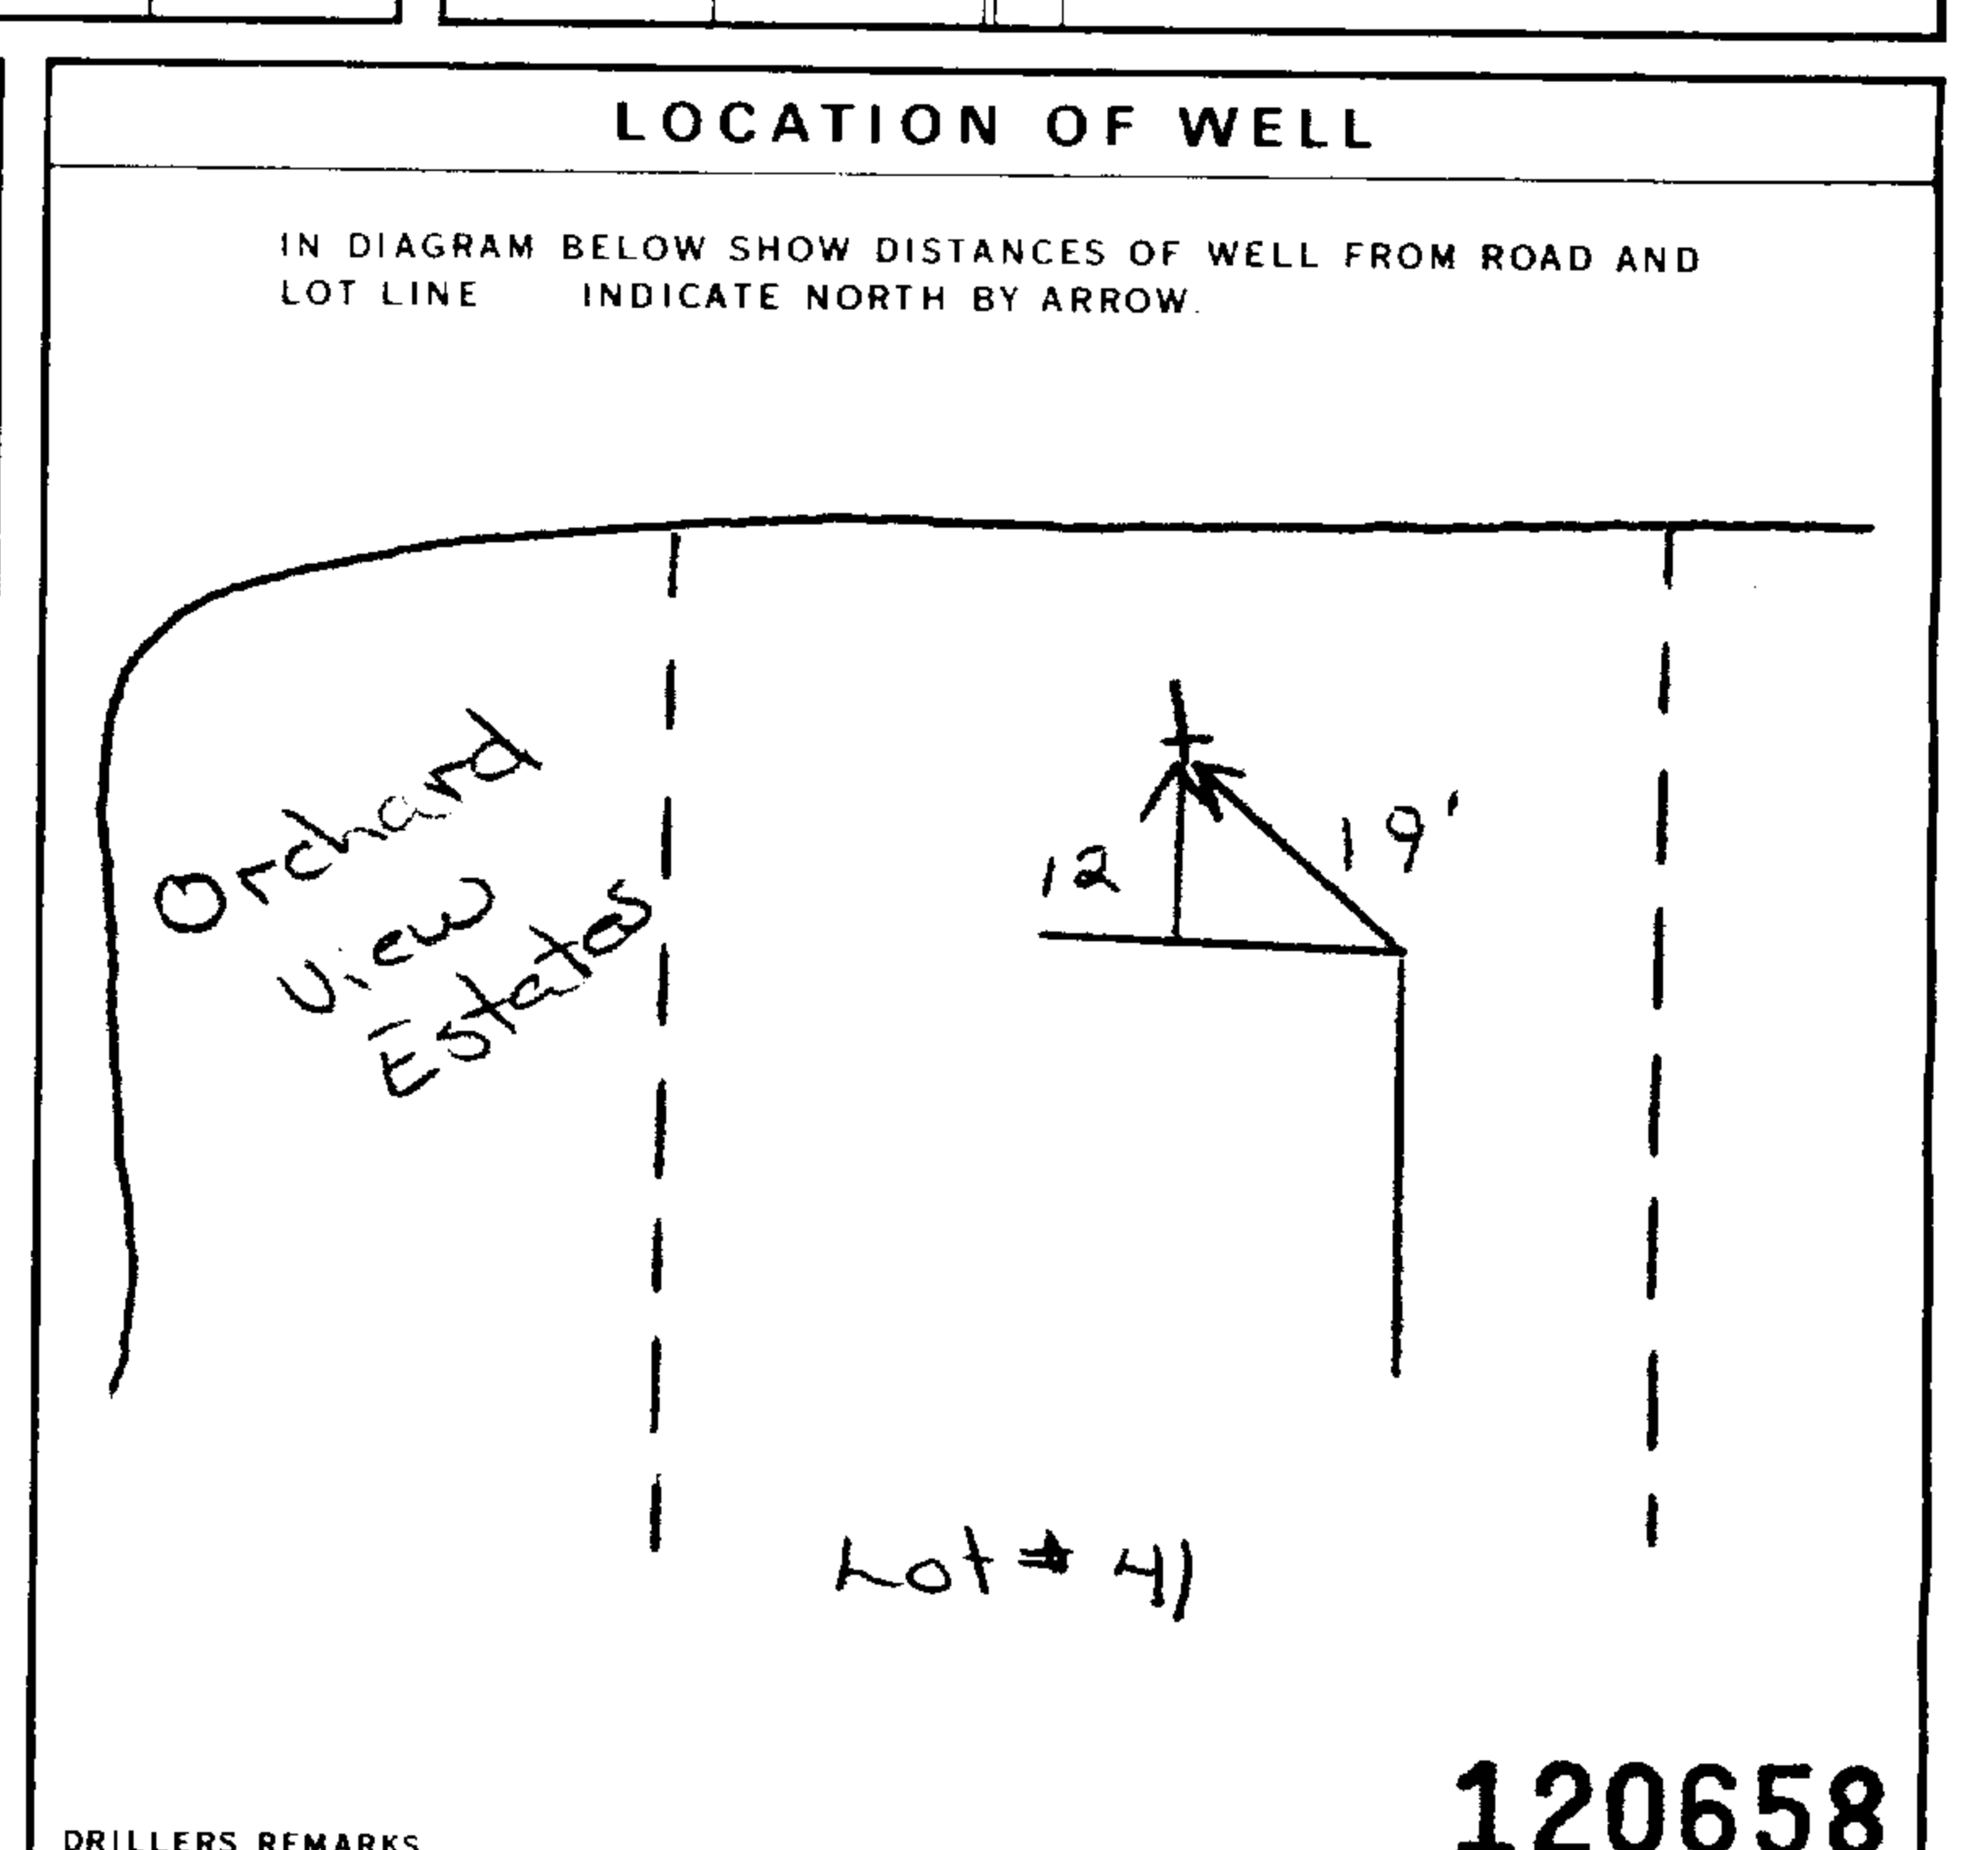 LOCATION OF WELL
IN DIAGRAM BELOW SHOW DISTANCES OF WELL FROM ROAD AND
LOT LINE INDICATE NORTH BY ARROW.
Orchard
View
Estates
12
19'
Lot # 41
120658
DRILLERS REMARKS